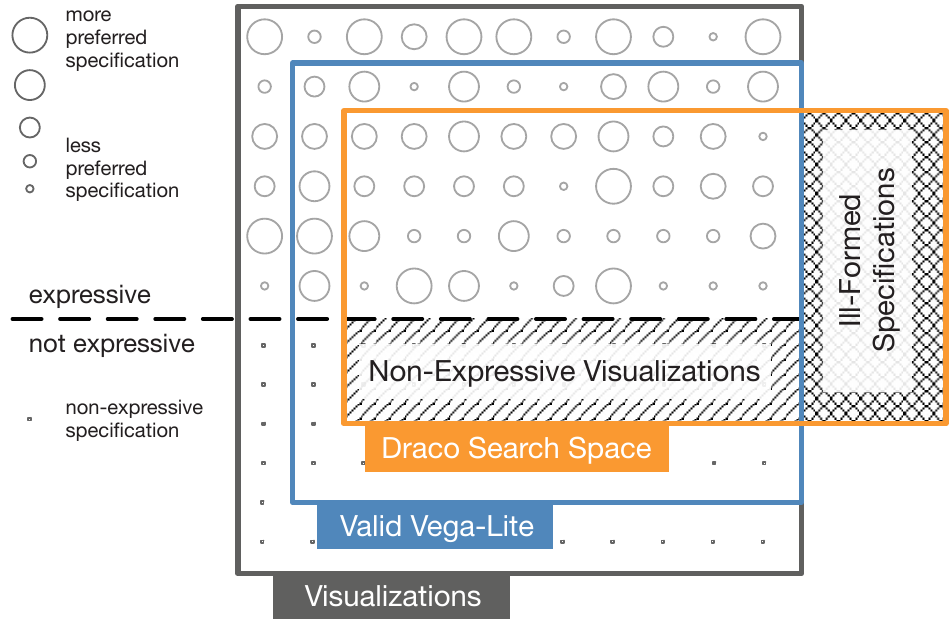 more
preferred
specification
less
preferred
specification
expressive
not expressive
non-expressive
specification
Ill-Formed
Specifications
Non-Expressive Visualizations
Draco Search Space
Valid Vega-Lite
Visualizations